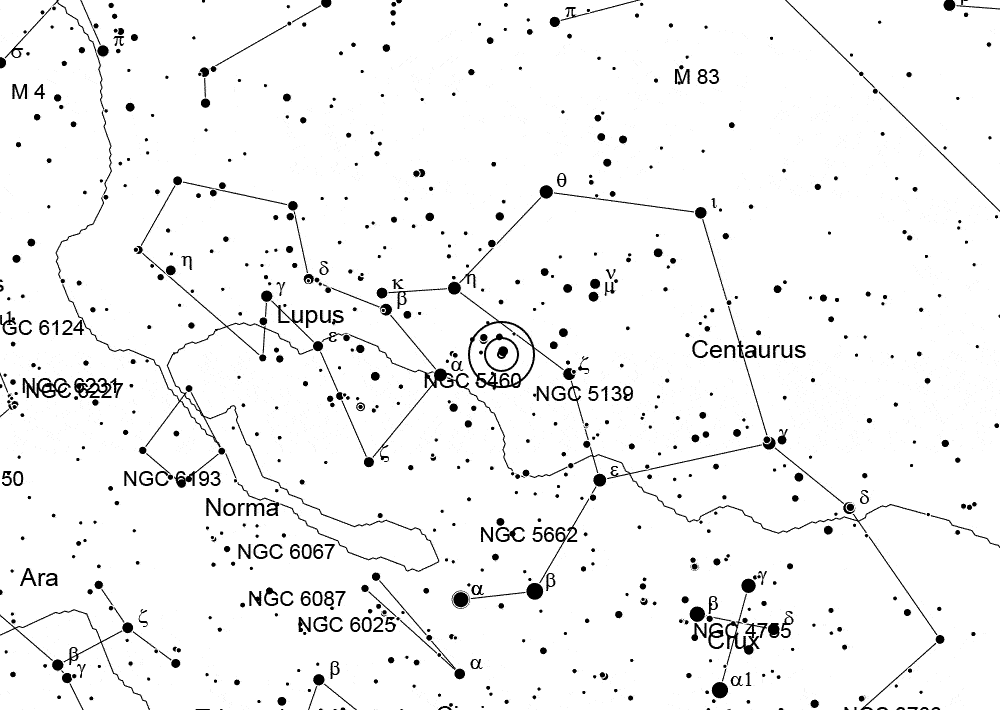 π
σ
π
M 4
M 83
θ
ι
η
δ
κ
η
γ
β
ν
μ
Lupus
GC 6124
ε
Centaurus
α
ζ
NGC 5460
NGC 6231
NGC 6227
NGC 5139
γ
ζ
ε
50
NGC 6193
δ
Norma
NGC 5662
NGC 6067
Ara
γ
β
α
NGC 6087
β
ζ
δ
NGC 6025
NGC 4755
Crux
β
γ
α
β
α1